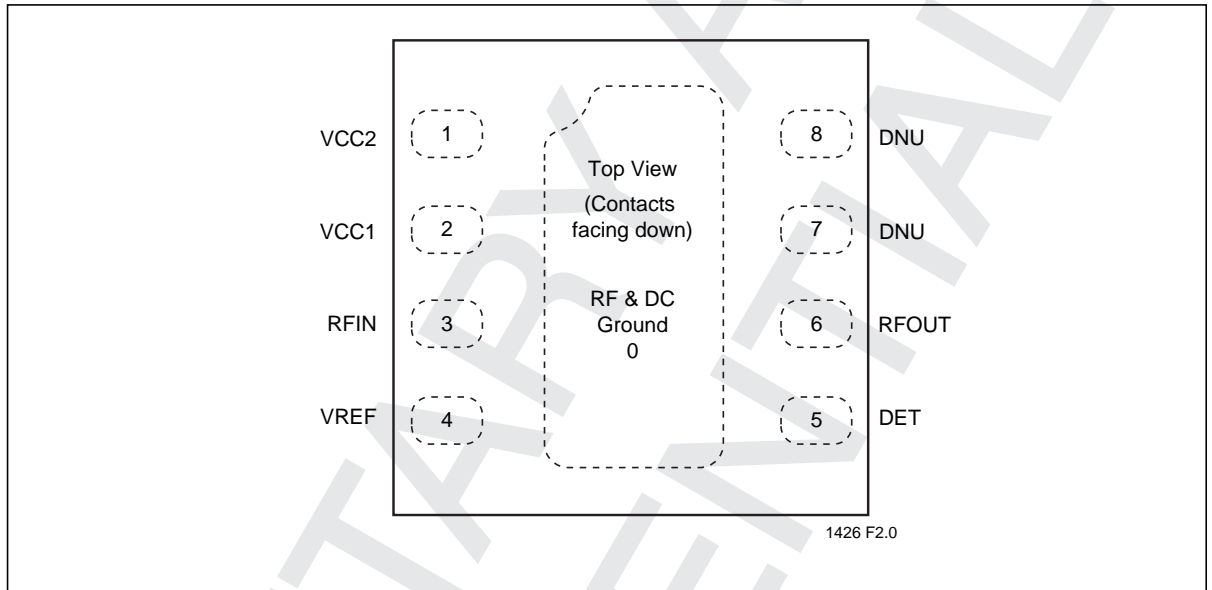 VCC2 1 8 DNU
Top View
(Contacts
VCC1 2 facing down) 7 DNU
RF & DC
RFIN 3 Ground 6 RFOUT
0
VREF 4 5 DET
1426 F2.0